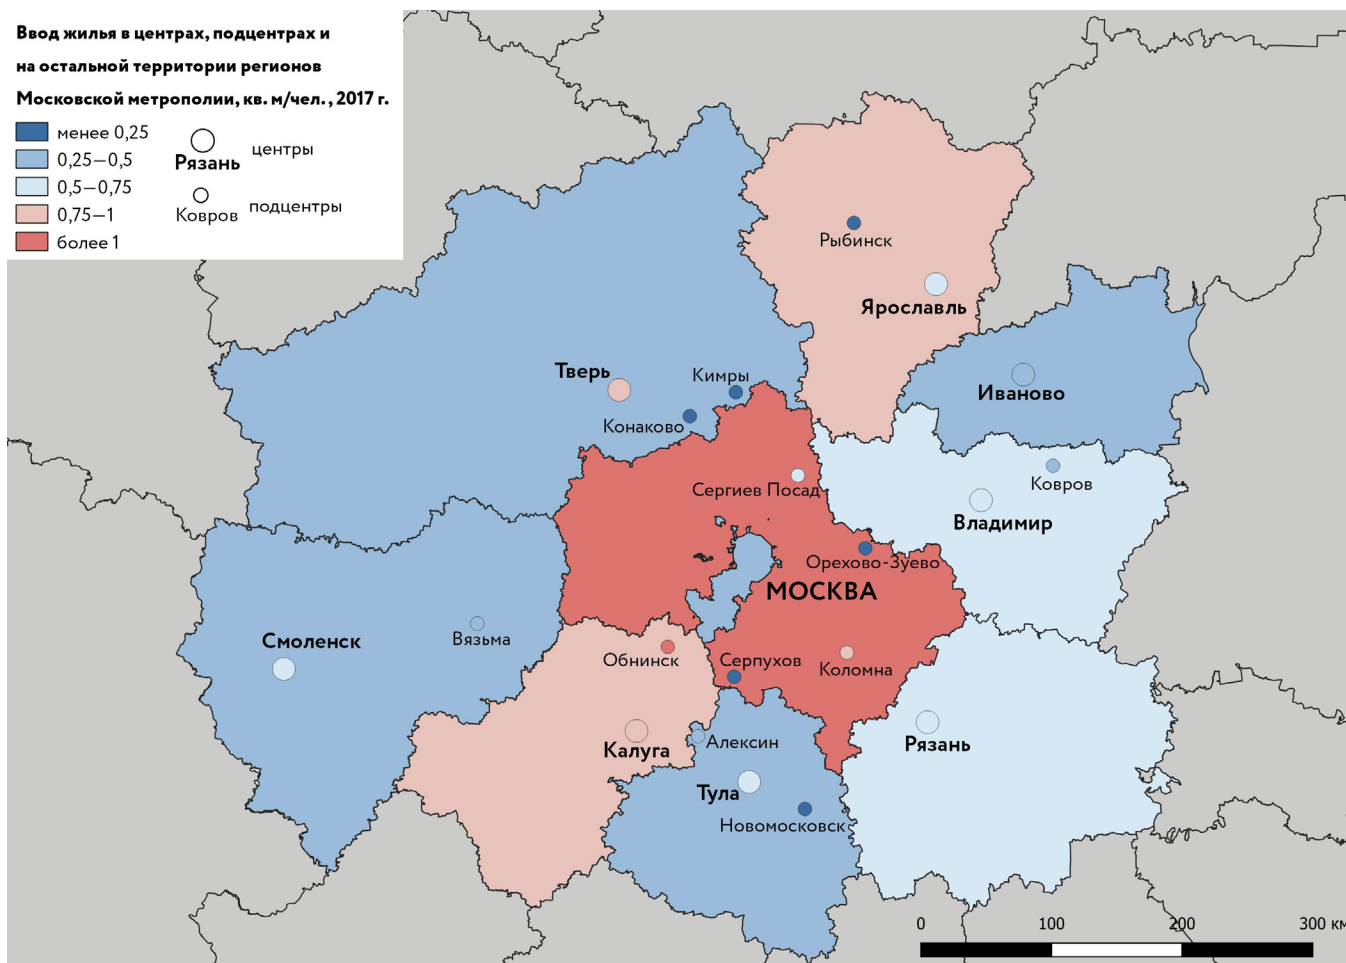 Ввод жилья в центрах, подцентрах и
на остальной территории регионов
Московской метрополии, кв. м/чел., 2017 г.
менее 0,25
0,25—0,5
0,5—0,75
0,75—1
более 1
Рязань
центры
Ковров
подцентры
Рыбинск
Ярославль
Тверь
Кимры
Конаково
Иваново
Сергиев Посад
Ковров
Владимир
Орехово-Зуево
МОСКВА
Смоленск
Вязьма
Обнинск
Серпухов
Коломна
Калуга
Алексин
Рязань
Тула
Новомосковск
0 100 200 300 км